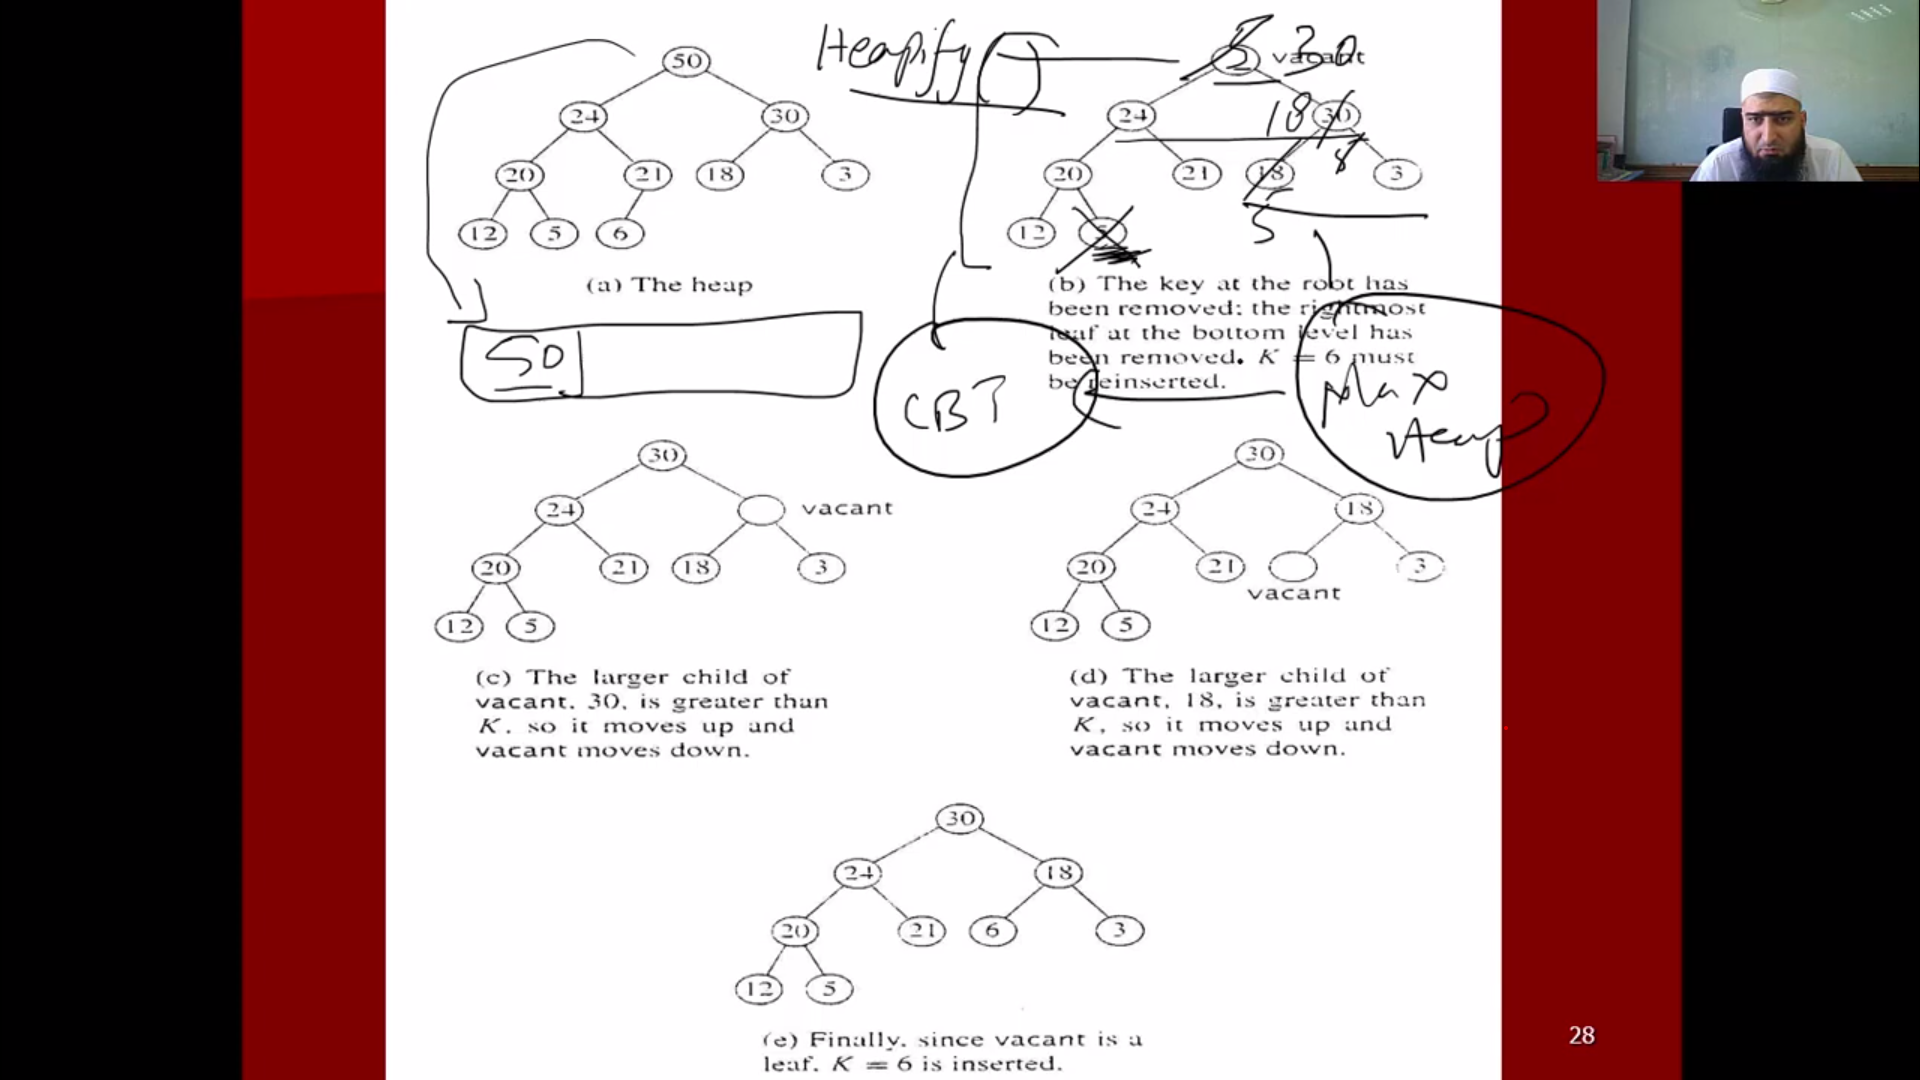 Heapify
50
24 30
20 21 18 3
12 5 6
(a) The heap
50
vacant 30
24 18 30
20 21 18 3
12
5
(b) The key at the root has
been removed; the rightmost
leaf at the bottom level has
been removed. K = 6 must
be reinserted.
CBT
Max
Heap
30
24 vacant
20 21 18 3
12 5
(c) The larger child of
vacant, 30, is greater than
K, so it moves up and
vacant moves down.
30
24 18
20 21 3
vacant
12 5
(d) The larger child of
vacant, 18, is greater than
K, so it moves up and
vacant moves down.
30
24 18
20 21 6 3
12 5
(e) Finally, since vacant is a
leaf, K = 6 is inserted.
28